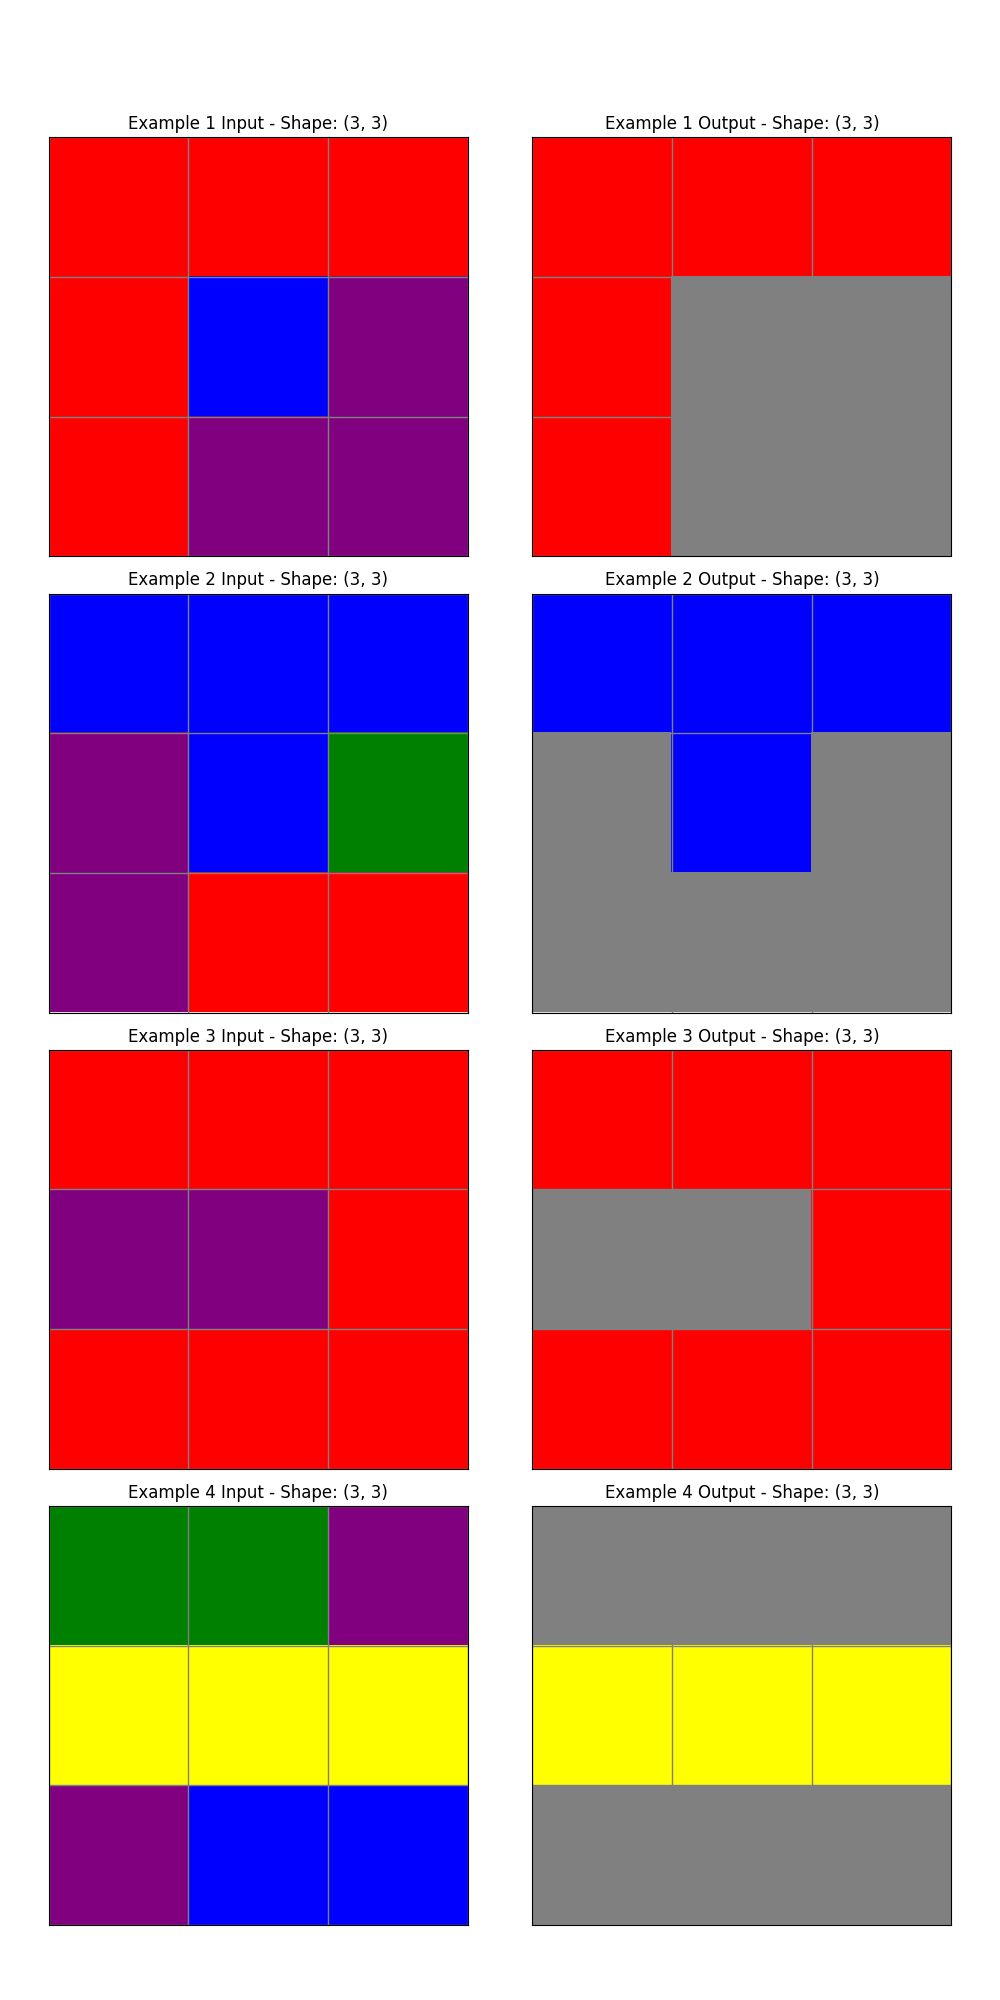 Example 1 Input - Shape: (3, 3)
Example 1 Output - Shape: (3, 3)
Example 2 Input - Shape: (3, 3)
Example 2 Output - Shape: (3, 3)
Example 3 Input - Shape: (3, 3)
Example 3 Output - Shape: (3, 3)
Example 4 Input - Shape: (3, 3)
Example 4 Output - Shape: (3, 3)